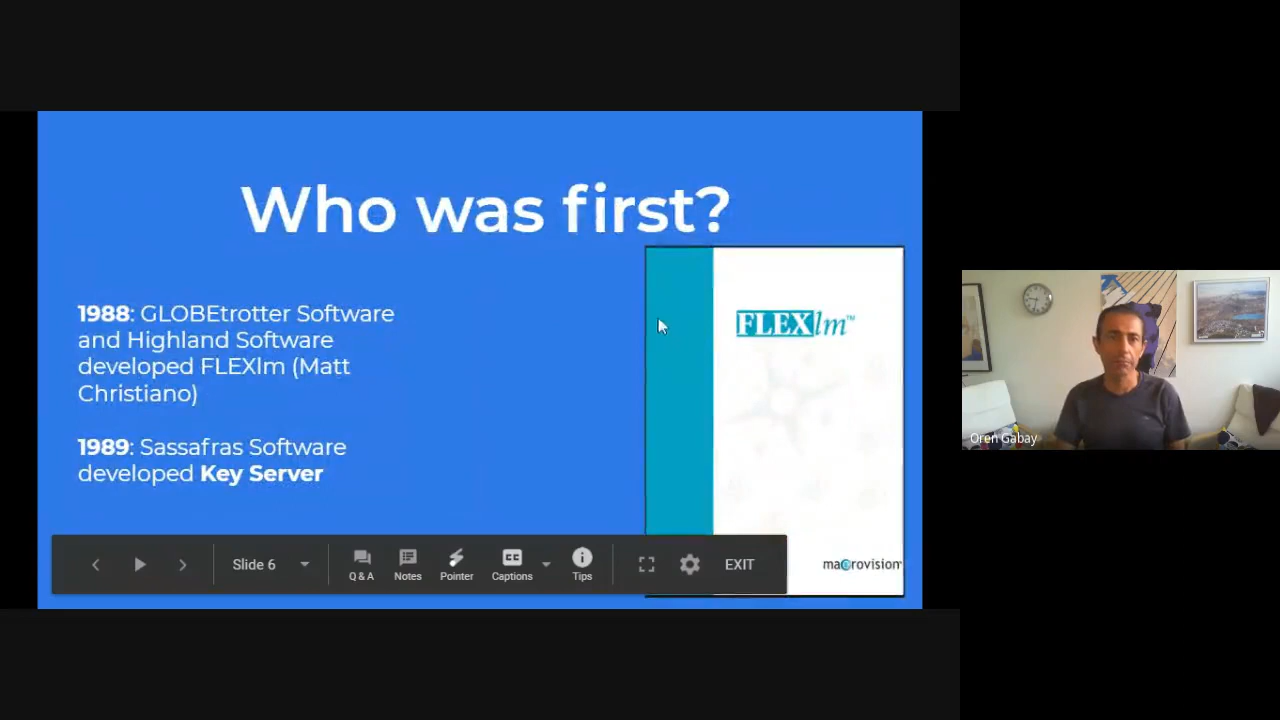 Who was first?
1988: GLOBEtrotter Software
and Highland Software
developed FLEXlm (Matt
Christiano)
1989: Sassafras Software
developed Key Server
FLEXlm™
macrovision
Slide 6
Q & A
Notes
Pointer
CC
Captions
Tips
EXIT
Oren Gabay